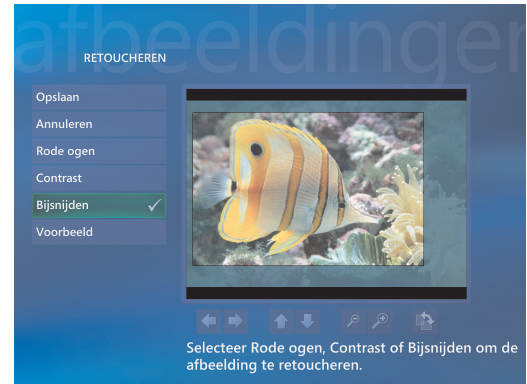 afbeeldingen
RETOUCHEREN
Opslaan
Annuleren
Rode ogen
Contrast
Bijsnijden
Voorbeeld
Selecteer Rode ogen, Contrast of Bijsnijden om de
afbeelding te retoucheren.